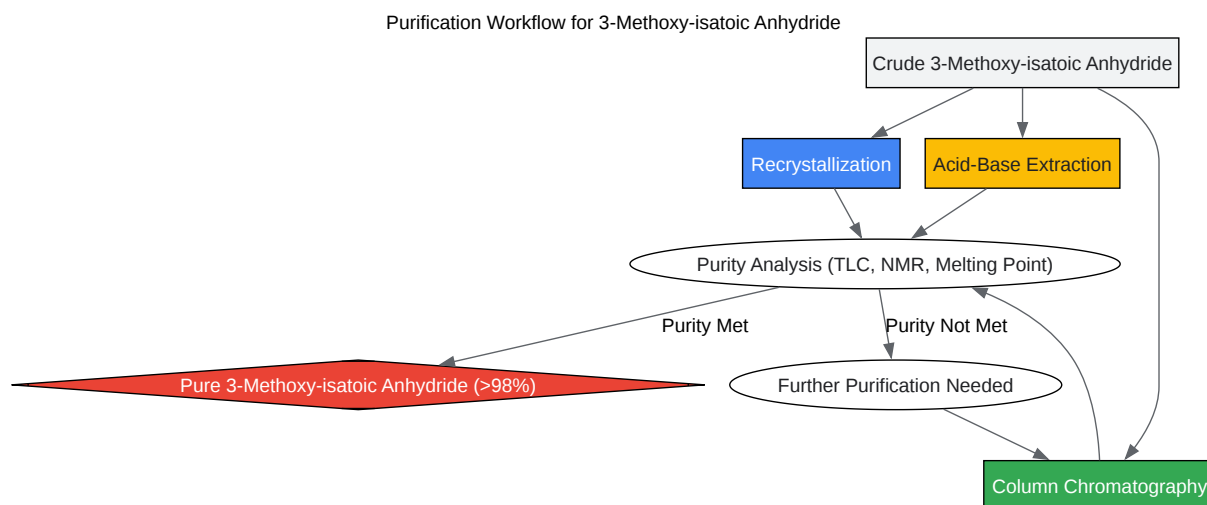 Purification Workflow for 3-Methoxy-isatoic Anhydride
Crude 3-Methoxy-isatoic Anhydride
Recrystallization
Acid-Base Extraction
Purity Analysis (TLC, NMR, Melting Point)
Purity Met
Purity Not Met
Pure 3-Methoxy-isatoic Anhydride (>98%)
Further Purification Needed
Column Chromatography